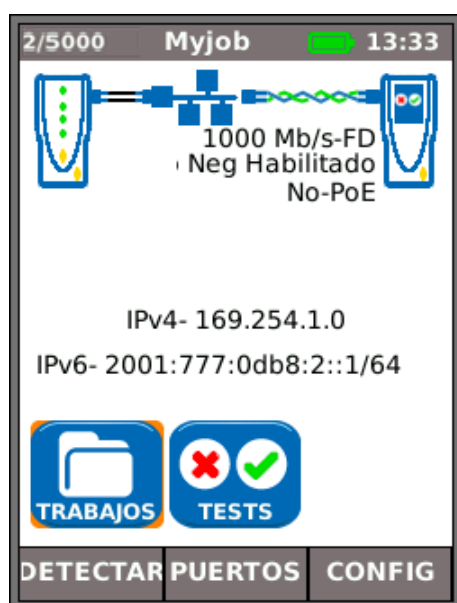 2/5000 Myjob 13:33
1000 Mb/s-FD
Neg Habilitado
No-PoE
IPv4- 169.254.1.0
IPv6- 2001:777:0db8:2::1/64
TRABAJOS TESTS
DETECTAR PUERTOS CONFIG